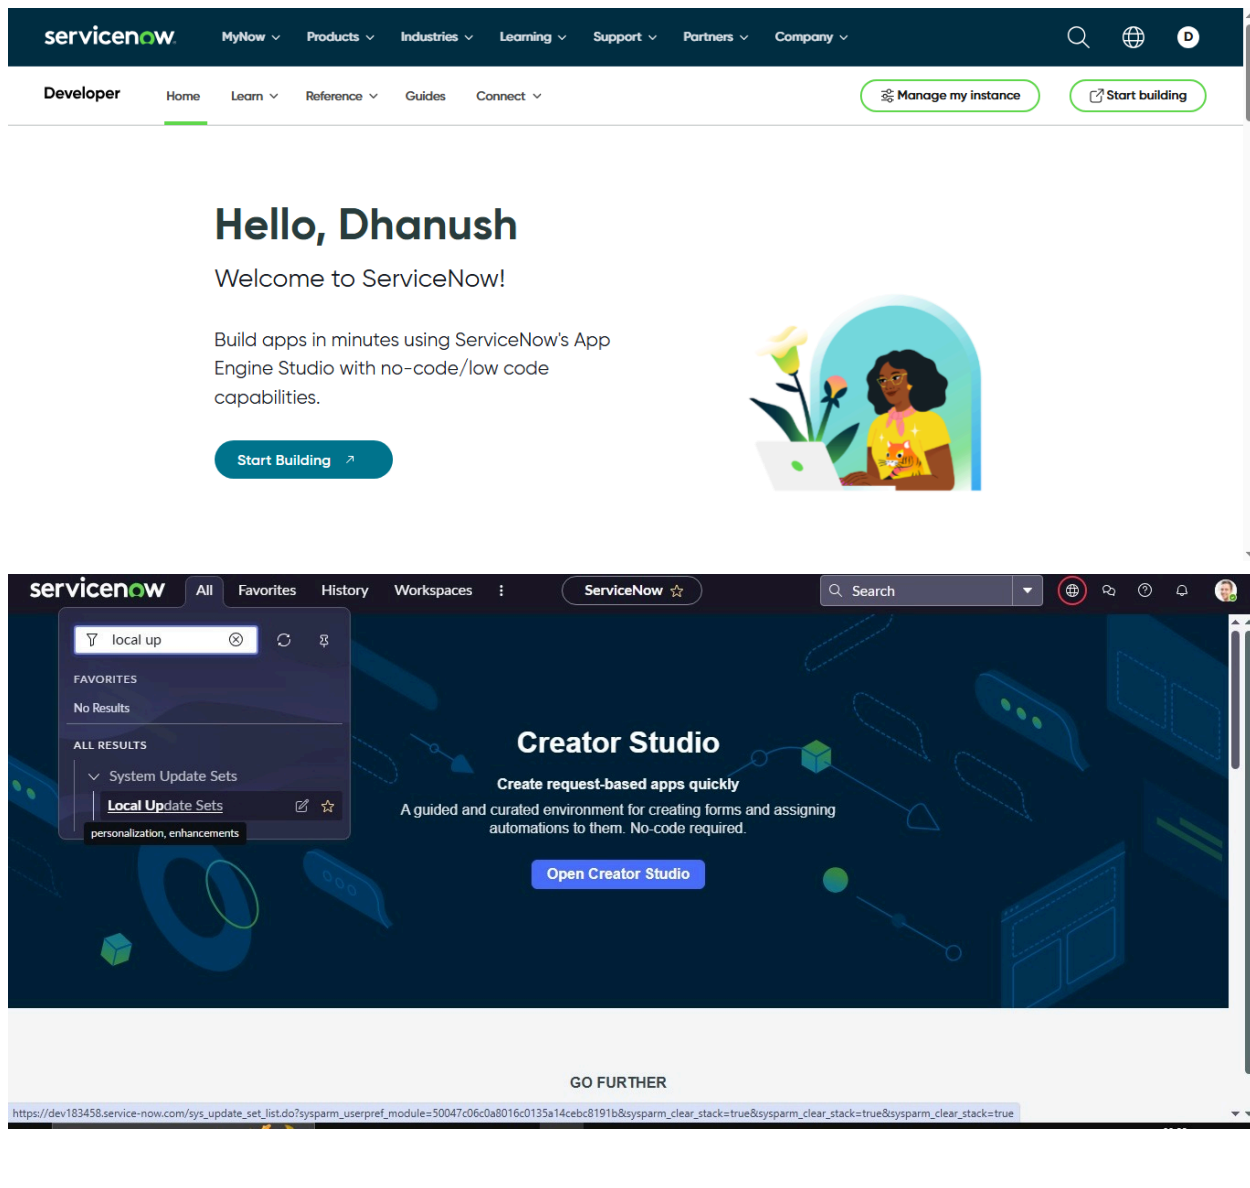 servicenow. MyNow Products Industries Learning Support Partners Company D
Developer Home Learn Reference Guides Connect Manage my instance Start building
Hello, Dhanush
Welcome to ServiceNow!
Build apps in minutes using ServiceNow's App
Engine Studio with no-code/low code
capabilities.
Start Building
servicenow All Favorites History Workspaces ServiceNow Search
local up
FAVORITES
No Results
ALL RESULTS
System Update Sets
Local Update Sets
personalization, enhancements
Creator Studio
Create request-based apps quickly
A guided and curated environment for creating forms and assigning
automations to them. No-code required.
Open Creator Studio
GO FURTHER
https://dev183458.service-now.com/sys_update_set_list.do?sysparm_userpref_module=50047c06c0a8016c0135a14cebc8191b&sysparm_clear_stack=true&sysparm_clear_stack=true&sysparm_clear_stack=true